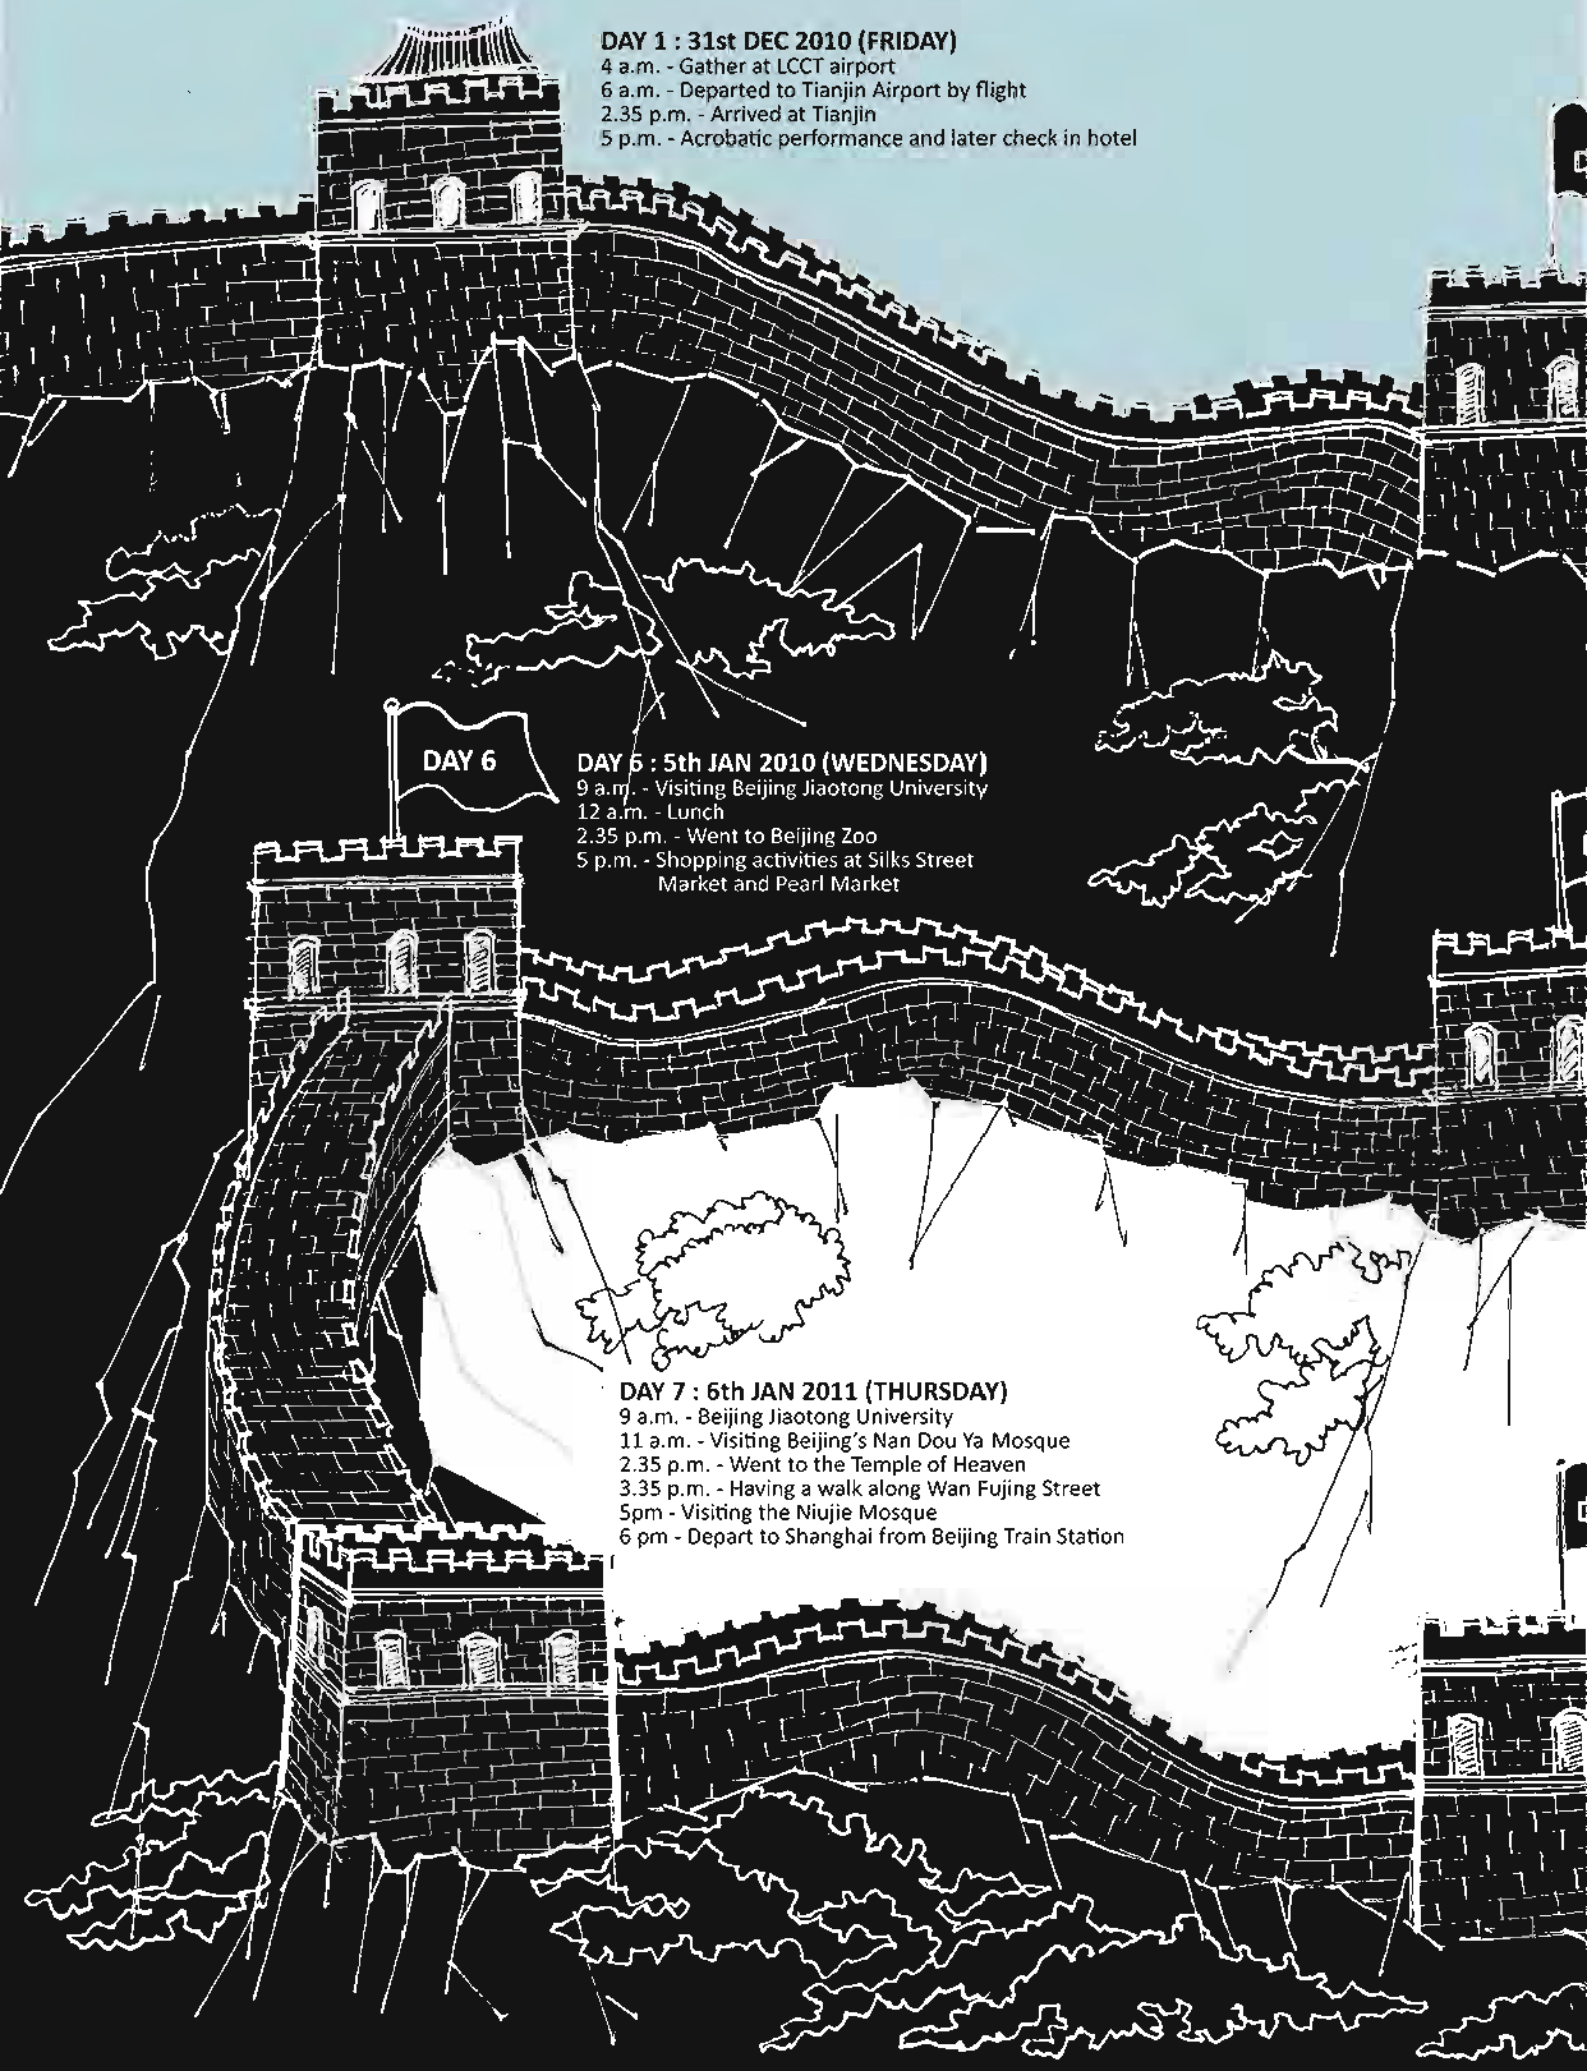 DAY 1 : 31st DEC 2010 (FRIDAY)
4 a.m. - Gather at LCCT airport
6 a.m. - Departed to Tianjin Airport by flight
2.35 p.m. - Arrived at Tianjin
5 p.m. - Acrobatic performance and later check in hotel
DAY 6
DAY 6 : 5th JAN 2010 (WEDNESDAY)
9 a.m. - Visiting Beijing Jiaotong University
12 a.m. - Lunch
2.35 p.m. - Went to Beijing Zoo
5 p.m. - Shopping activities at Silks Street
Market and Pearl Market
DAY 7 : 6th JAN 2011 (THURSDAY)
9 a.m. - Beijing Jiaotong University
11 a.m. - Visiting Beijing's Nan Dou Ya Mosque
2.35 p.m. - Went to the Temple of Heaven
3.35 p.m. - Having a walk along Wan Fujing Street
5pm - Visiting the Niujie Mosque
6 pm - Depart to Shanghai from Beijing Train Station